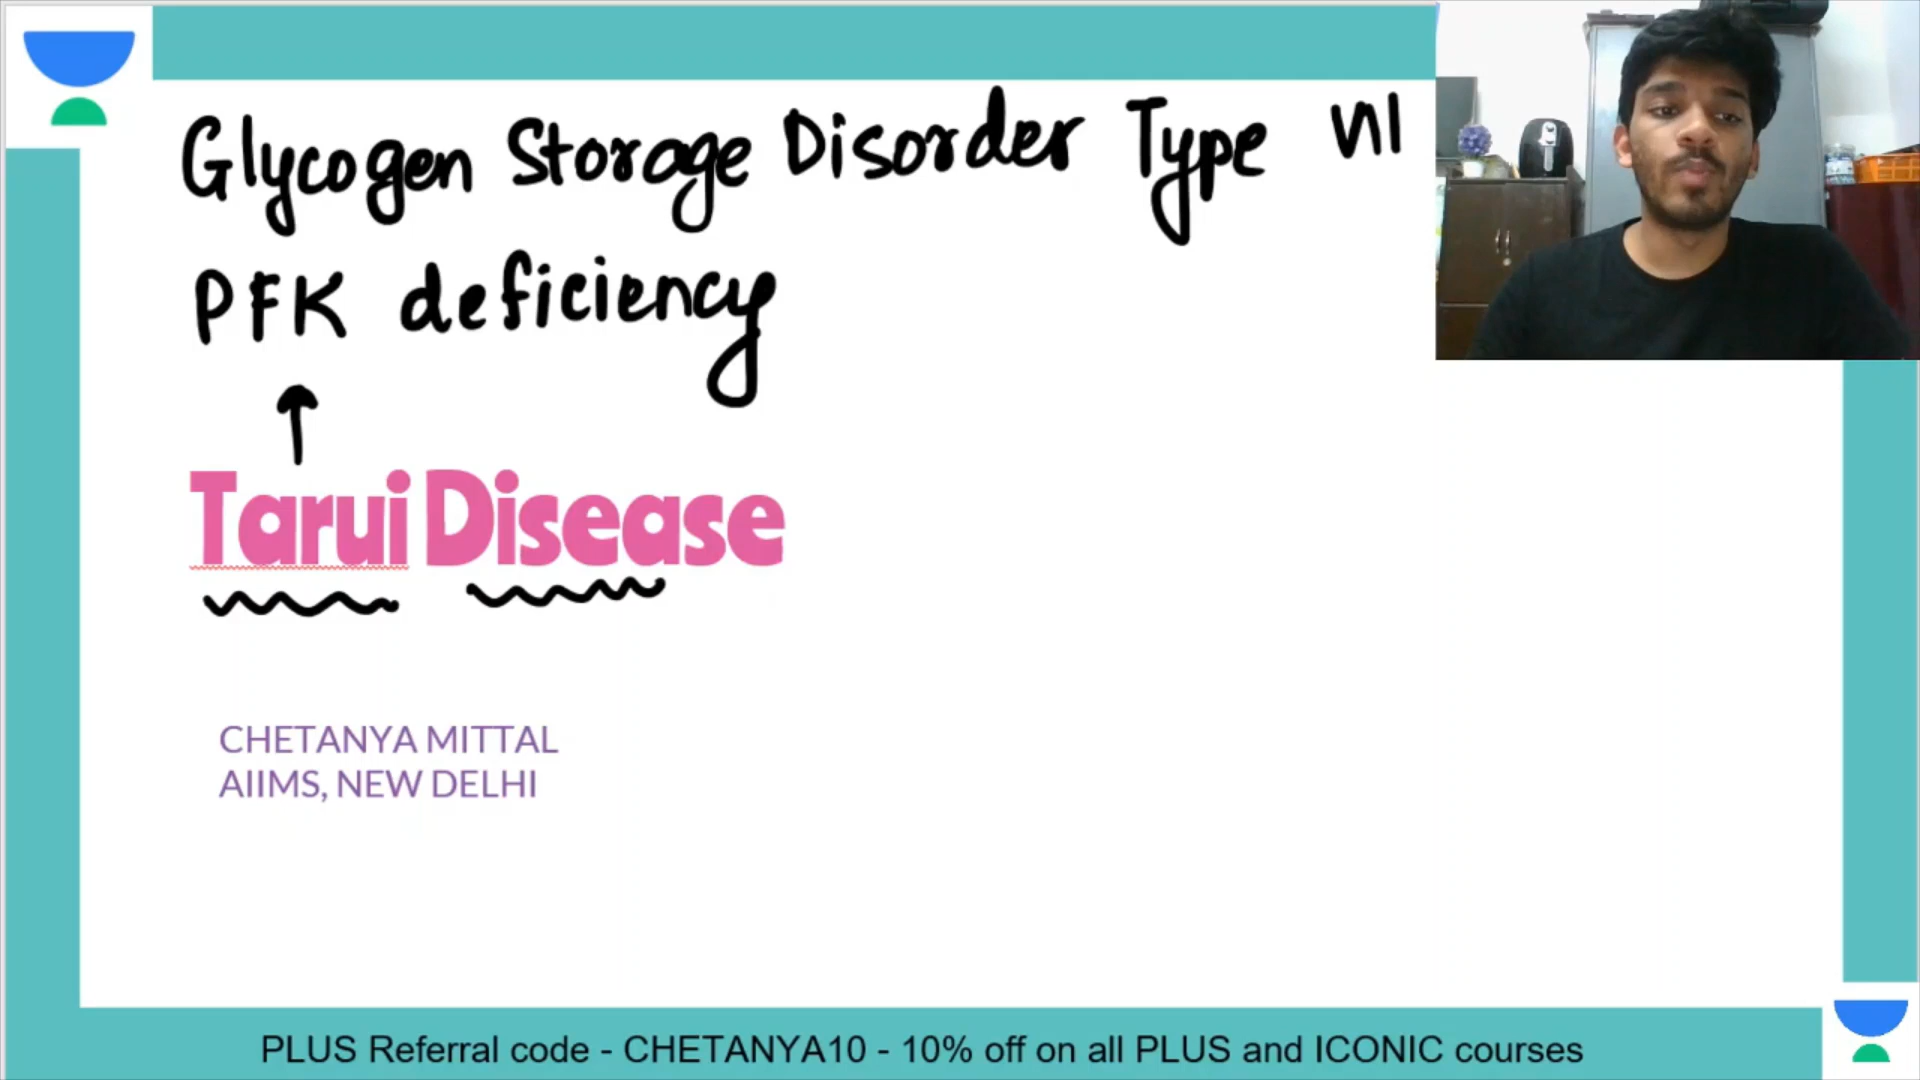 Glycogen Storage Disorder Type VII
PFK deficiency
Tarui Disease
CHETANYA MITTAL
AIIMS, NEW DELHI
PLUS Referral code - CHETANYA10 - 10% off on all PLUS and ICONIC courses